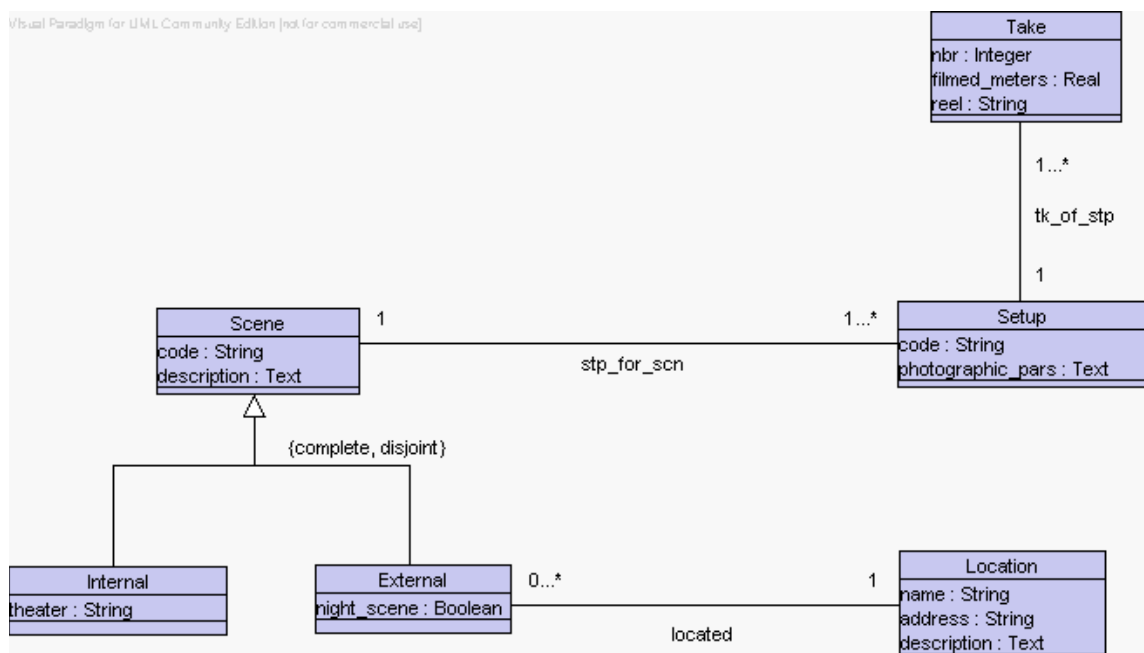 Visual Paradigm for UML Community Edition [not for commercial use]
Take
nbr : Integer
filmed_meters : Real
reel : String
1...*
tk_of_stp
1
Scene
code : String
description : Text
1
1...*
stp_for_scn
Setup
code : String
photographic_pars : Text
{complete, disjoint}
Internal
theater : String
External
night_scene : Boolean
0...*
1
located
Location
name : String
address : String
description : Text